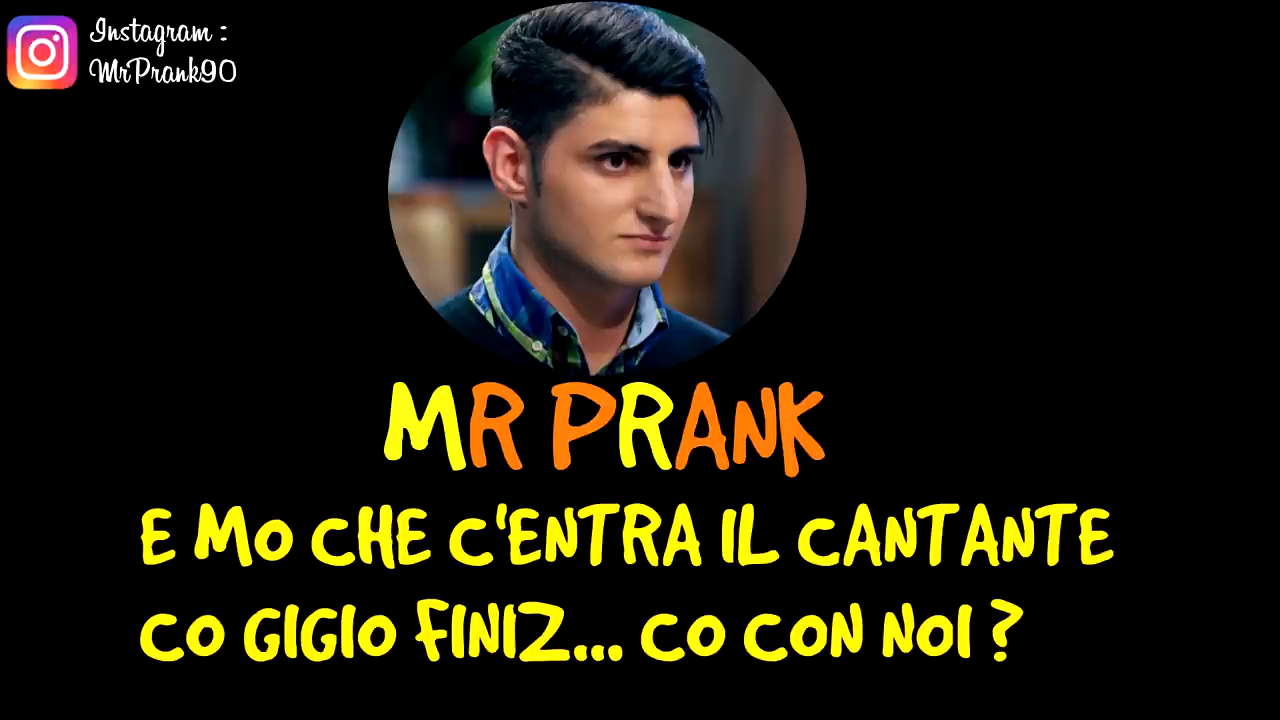 Instagram :
MrPrank90
MR PRANK
E MO CHE C'ENTRA IL CANTANTE
CO GIGIO FINIZ... CO CON NOI ?